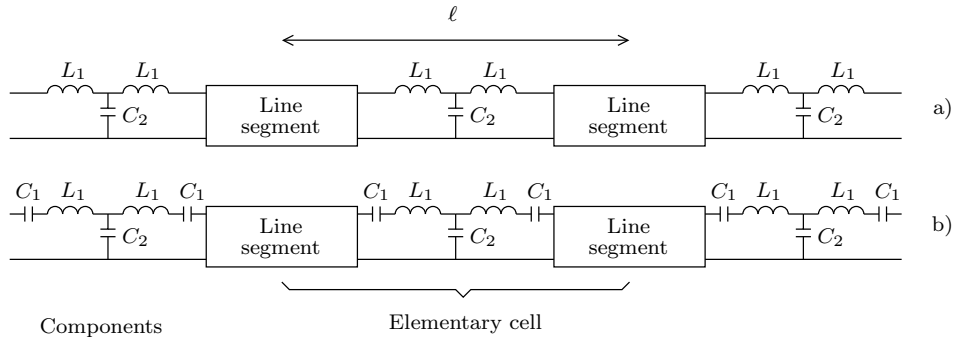 ℓ
L₁ L₁ L₁ L₁ L₁ L₁
C₂ Line segment C₂ Line segment C₂ a)
C₁ L₁ L₁ C₁ C₁ L₁ L₁ C₁ C₁ L₁ L₁ C₁
C₂ Line segment C₂ Line segment C₂ b)
Components Elementary cell